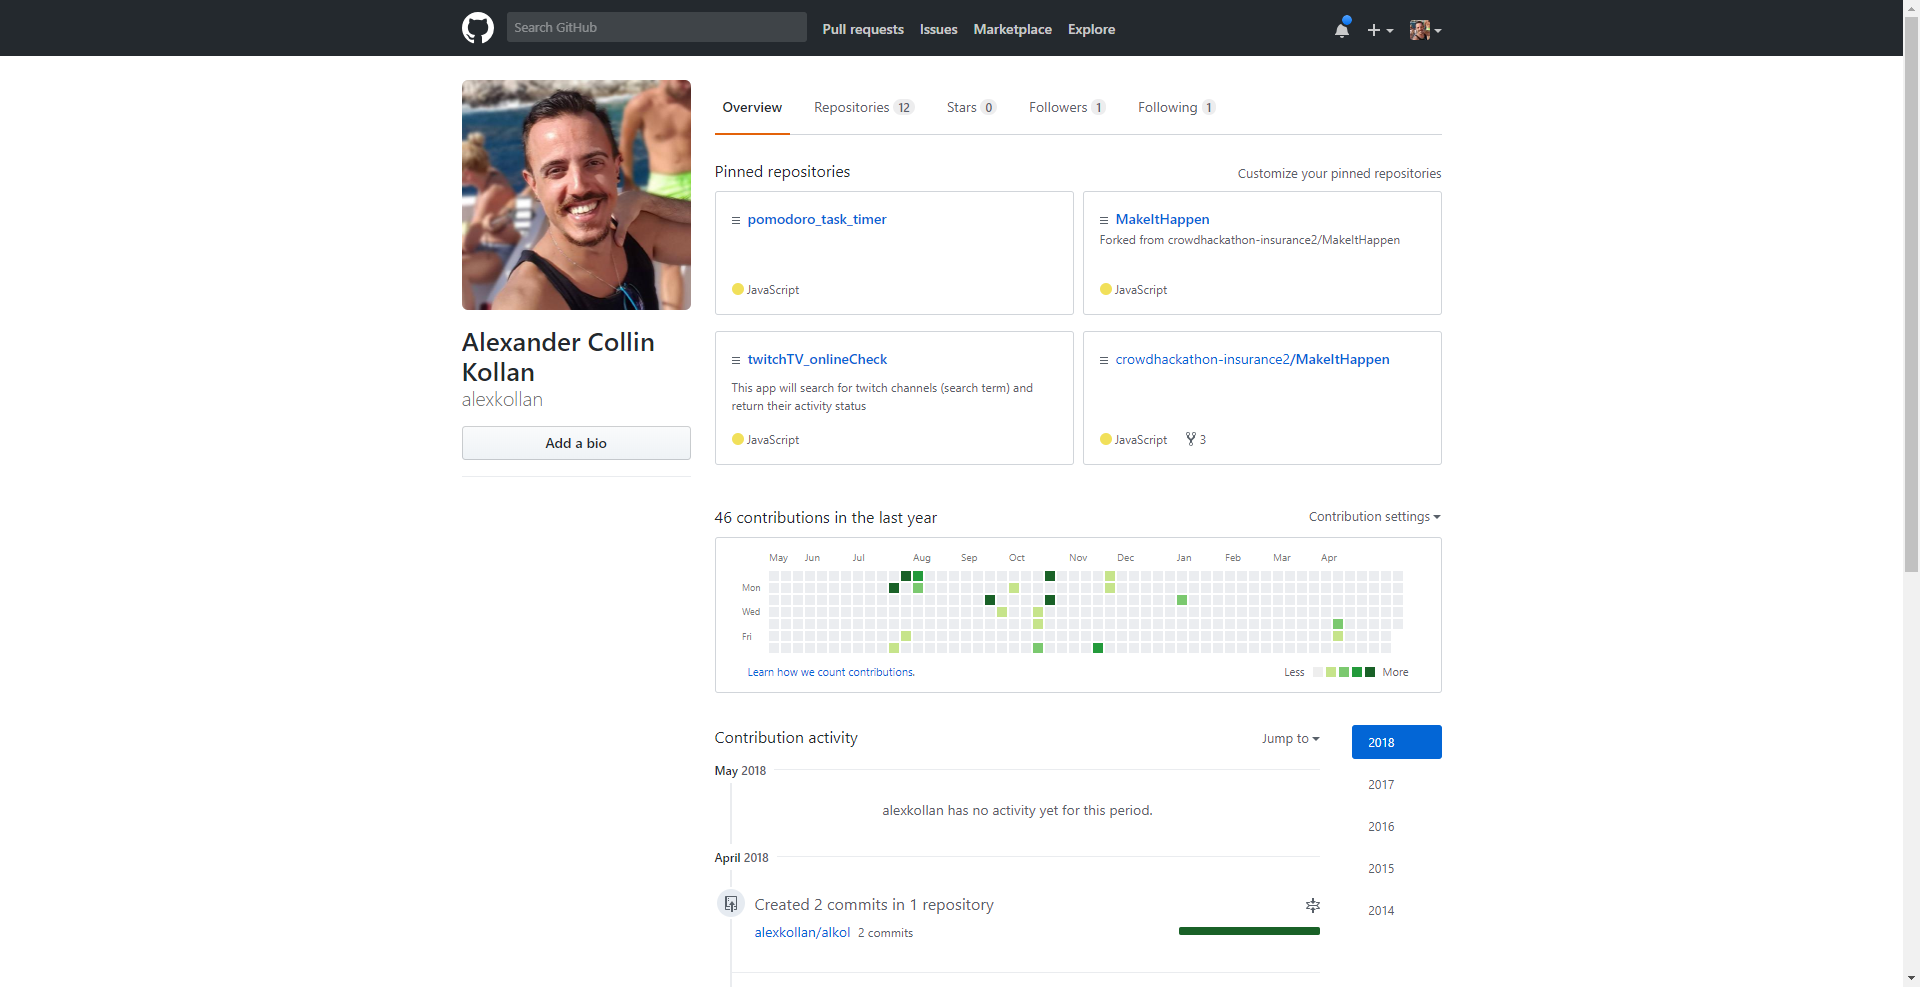 Search GitHub
Pull requests
Issues
Marketplace
Explore
Overview
Repositories 12
Stars 0
Followers 1
Following 1
Alexander Collin
Kollan
alexkollan
Add a bio
Pinned repositories
Customize your pinned repositories
pomodoro_task_timer
JavaScript
MakeItHappen
Forked from crowdhackathon-insurance2/MakeItHappen
JavaScript
twitchTV_onlineCheck
This app will search for twitch channels (search term) and
return their activity status
JavaScript
crowdhackathon-insurance2/MakeItHappen
JavaScript 3
46 contributions in the last year
Contribution settings
May Jun Jul Aug Sep Oct Nov Dec Jan Feb Mar Apr
Mon
Wed
Fri
Learn how we count contributions.
Less More
Contribution activity
Jump to
2018
2017
2016
2015
2014
May 2018
alexkollan has no activity yet for this period.
April 2018
Created 2 commits in 1 repository
alexkollan/alkol 2 commits